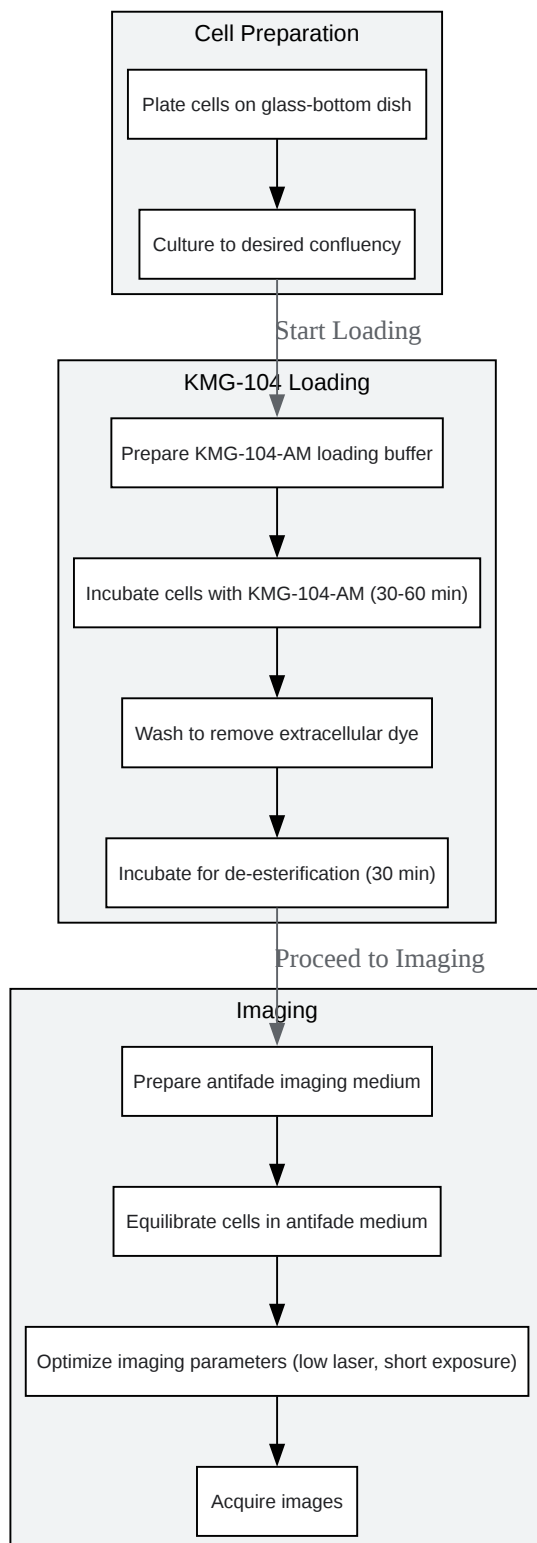 Cell Preparation
Plate cells on glass-bottom dish
Culture to desired confluency
Start Loading
KMG-104 Loading
Prepare KMG-104-AM loading buffer
Incubate cells with KMG-104-AM (30-60 min)
Wash to remove extracellular dye
Incubate for de-esterification (30 min)
Proceed to Imaging
Imaging
Prepare antifade imaging medium
Equilibrate cells in antifade medium
Optimize imaging parameters (low laser, short exposure)
Acquire images